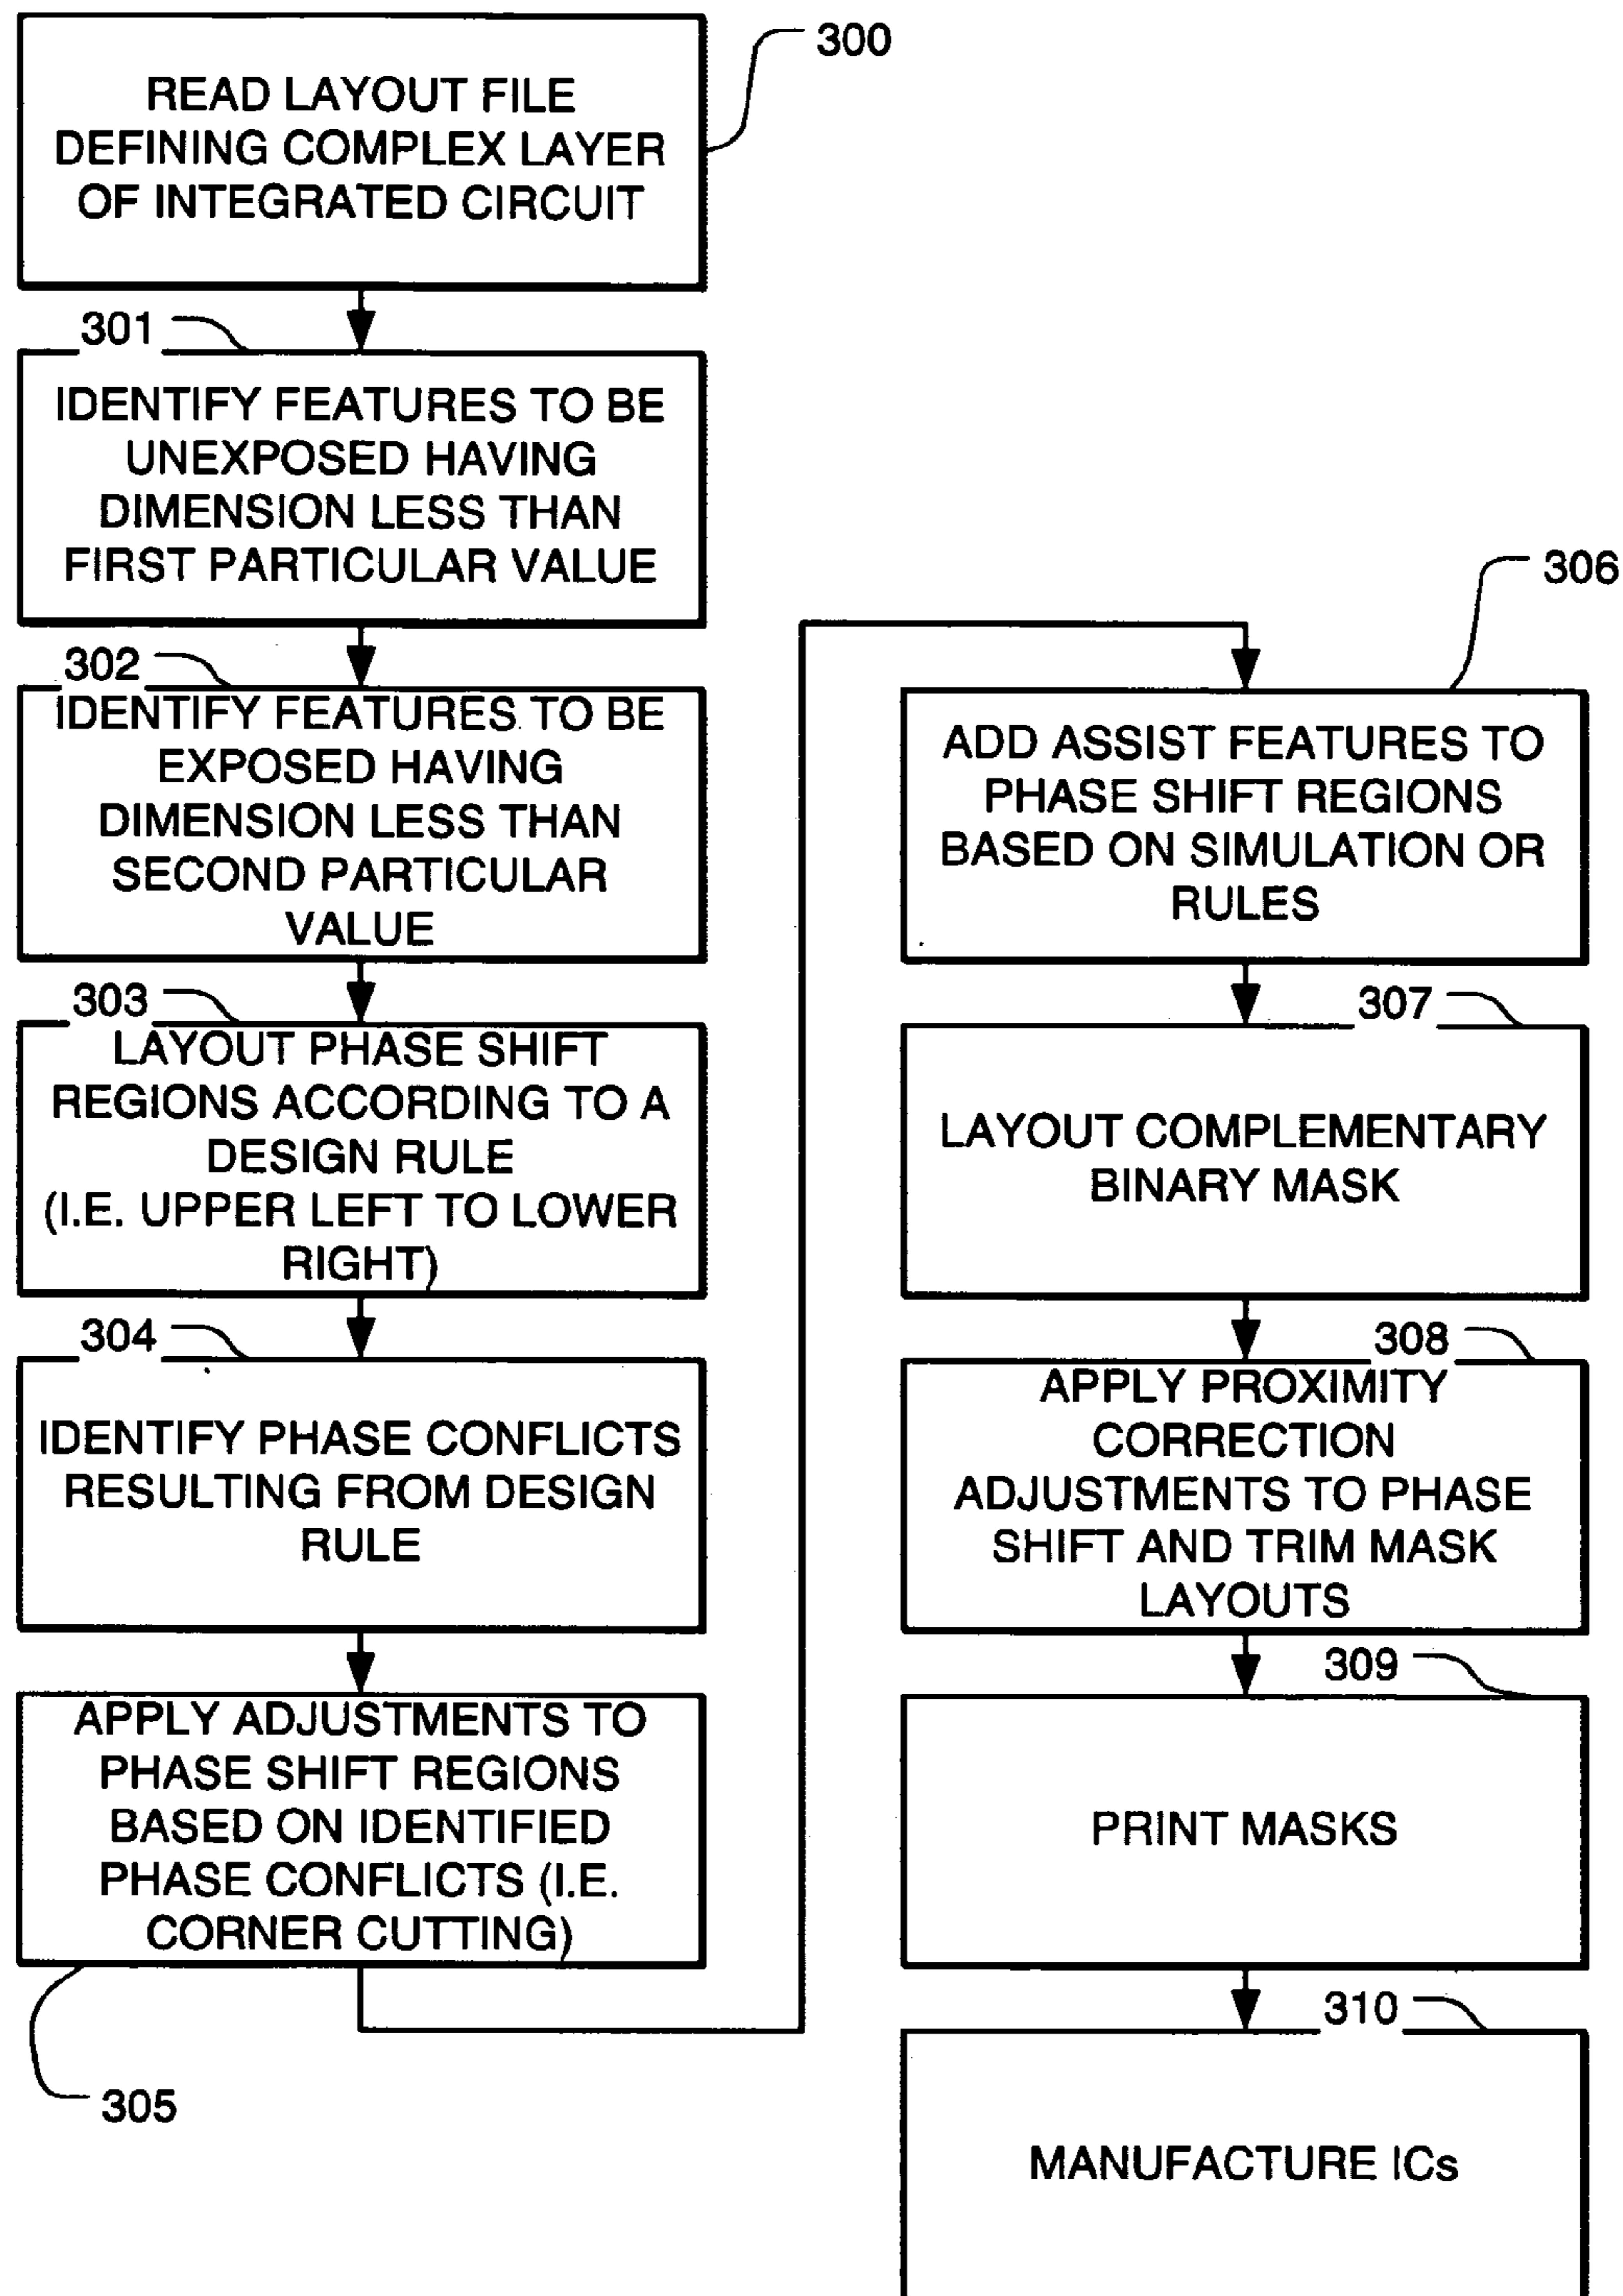 300
READ LAYOUT FILE
DEFINING COMPLEX LAYER
OF INTEGRATED CIRCUIT
301
IDENTIFY FEATURES TO BE
UNEXPOSED HAVING
DIMENSION LESS THAN
FIRST PARTICULAR VALUE
302
IDENTIFY FEATURES TO BE
EXPOSED HAVING
DIMENSION LESS THAN
SECOND PARTICULAR
VALUE
303
LAYOUT PHASE SHIFT
REGIONS ACCORDING TO A
DESIGN RULE
(I.E. UPPER LEFT TO LOWER
RIGHT)
304
IDENTIFY PHASE CONFLICTS
RESULTING FROM DESIGN
RULE
APPLY ADJUSTMENTS TO
PHASE SHIFT REGIONS
BASED ON IDENTIFIED
PHASE CONFLICTS (I.E.
CORNER CUTTING)
305
306
ADD ASSIST FEATURES TO
PHASE SHIFT REGIONS
BASED ON SIMULATION OR
RULES
307
LAYOUT COMPLEMENTARY
BINARY MASK
308
APPLY PROXIMITY
CORRECTION
ADJUSTMENTS TO PHASE
SHIFT AND TRIM MASK
LAYOUTS
309
PRINT MASKS
310
MANUFACTURE ICs